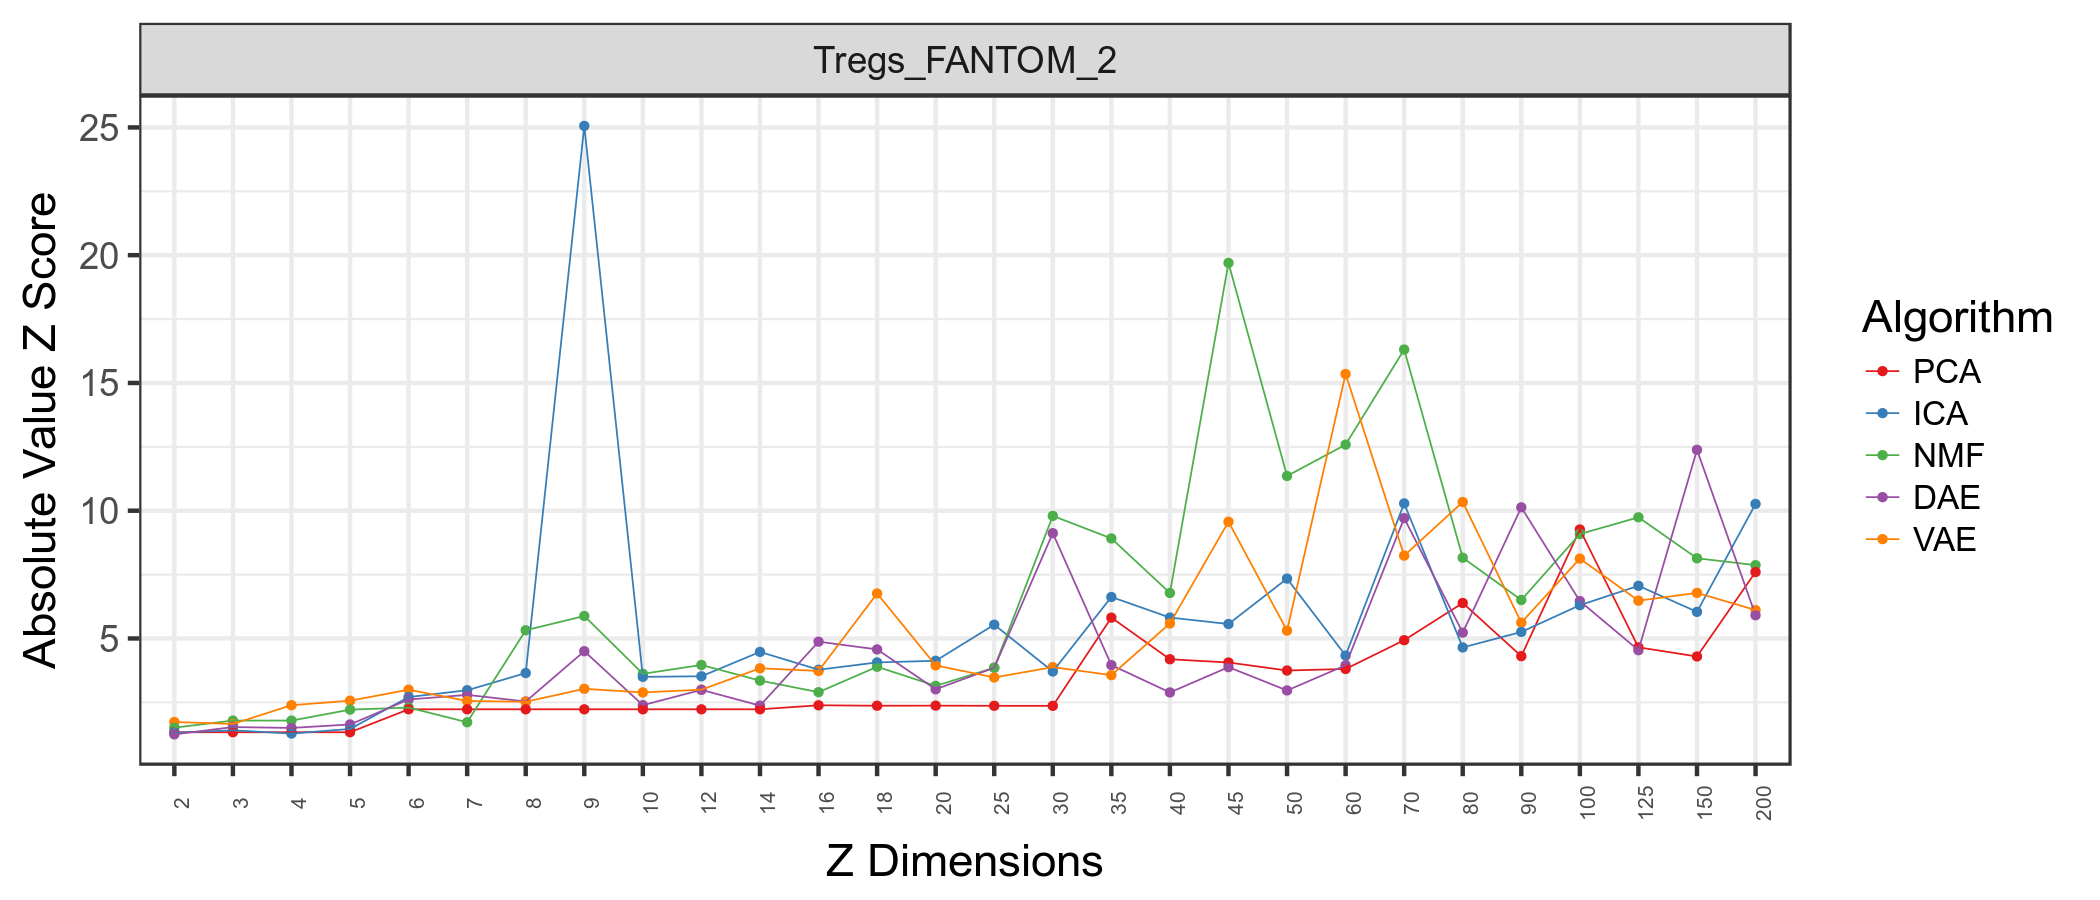 Tregs_FANTOM_2
25
20
15
10
5
Absolute Value Z Score
2 3 4 5 6 7 8 9 10 12 14 16 18 20 25 30 35 40 45 50 60 70 80 90 100 125 150 200
Z Dimensions
Algorithm
PCA
ICA
NMF
DAE
VAE